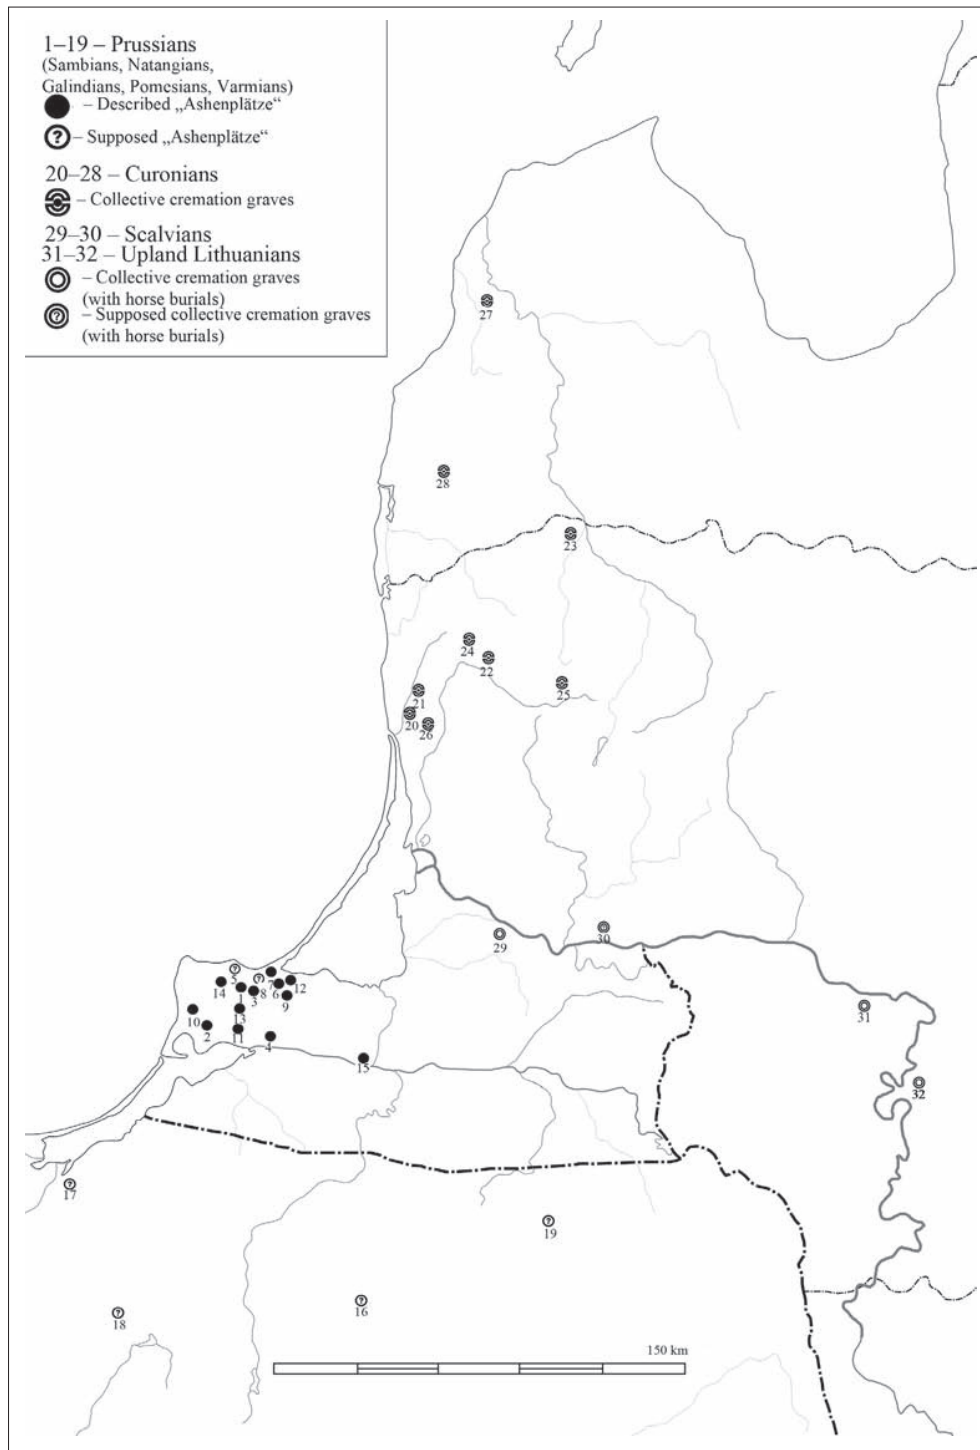 1–19 – Prussians
(Sambians, Natangians,
Galindians, Pomesians, Varmians)
– Described „Ashenplätze“
?
– Supposed „Ashenplätze“
20–28 – Curonians
– Collective cremation graves
29–30 – Scalvians
31–32 – Upland Lithuanians
– Collective cremation graves
(with horse burials)
?
– Supposed collective cremation graves
(with horse burials)
27
28
23
24
22
25
21
20
26
29
30
31
32
?
5
?
8
7
6
12
14
1
3
9
10
13
2
11
4
15
?
17
?
19
?
16
?
18
150 km